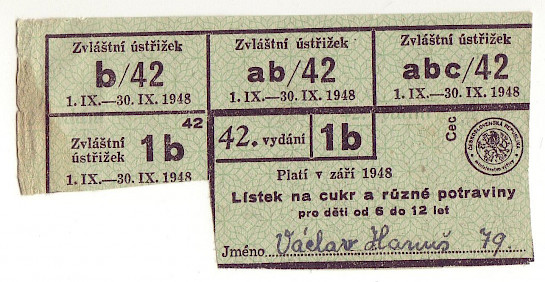 Zvláštní ústřižek
b/42
1. IX.—30. IX. 1948
Zvláštní ústřižek
ab/42
1. IX.—30. IX. 1948
Zvláštní ústřižek
abc/42
1. IX.—30. IX. 1948
Zvláštní
ústřižek
1b
42
1. IX.—30. IX. 1948
42. vydání
1b
Cec
ČESKOSLOVENSKÁ REPUBLIKA
Platí v září 1948
Lístek na cukr a různé potraviny
pro děti od 6 do 12 let
Jméno Václav Hanuš 79.